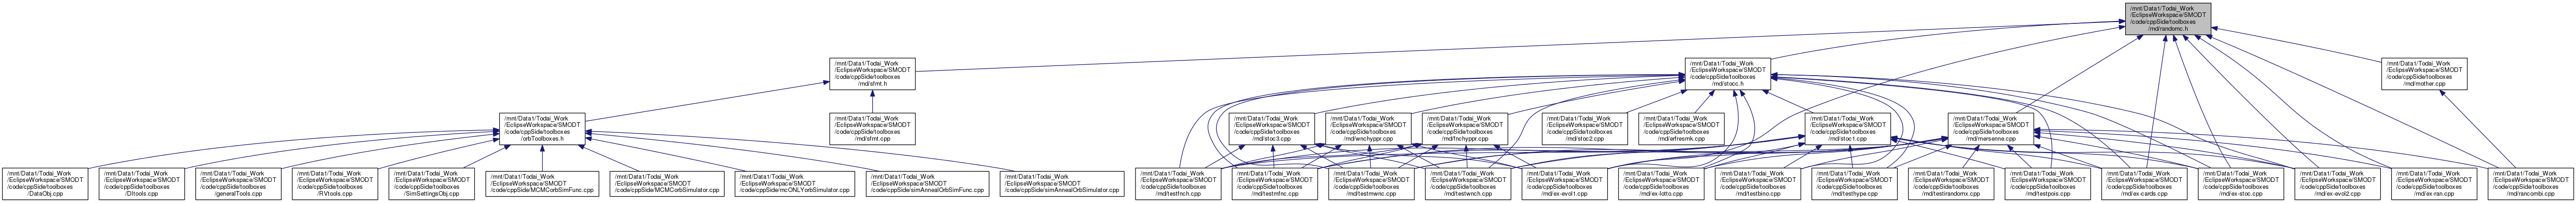 /mnt/Data1/Todai_Work
/EclipseWorkspace/SMODT
/code/cppSide/toolboxes
/rnd/randomc.h
/mnt/Data1/Todai_Work
/EclipseWorkspace/SMODT
/code/cppSide/toolboxes
/rnd/sfmt.h
/mnt/Data1/Todai_Work
/EclipseWorkspace/SMODT
/code/cppSide/toolboxes
/rnd/stocc.h
/mnt/Data1/Todai_Work
/EclipseWorkspace/SMODT
/code/cppSide/toolboxes
/rnd/mother.cpp
/mnt/Data1/Todai_Work
/EclipseWorkspace/SMODT
/code/cppSide/toolboxes
/orbToolboxes.h
/mnt/Data1/Todai_Work
/EclipseWorkspace/SMODT
/code/cppSide/toolboxes
/rnd/sfmt.cpp
/mnt/Data1/Todai_Work
/EclipseWorkspace/SMODT
/code/cppSide/toolboxes
/rnd/stoc3.cpp
/mnt/Data1/Todai_Work
/EclipseWorkspace/SMODT
/code/cppSide/toolboxes
/rnd/wnchyppr.cpp
/mnt/Data1/Todai_Work
/EclipseWorkspace/SMODT
/code/cppSide/toolboxes
/rnd/fnchyppr.cpp
/mnt/Data1/Todai_Work
/EclipseWorkspace/SMODT
/code/cppSide/toolboxes
/rnd/stoc2.cpp
/mnt/Data1/Todai_Work
/EclipseWorkspace/SMODT
/code/cppSide/toolboxes
/rnd/erfresmk.cpp
/mnt/Data1/Todai_Work
/EclipseWorkspace/SMODT
/code/cppSide/toolboxes
/rnd/stoc1.cpp
/mnt/Data1/Todai_Work
/EclipseWorkspace/SMODT
/code/cppSide/toolboxes
/rnd/mersenne.cpp
/mnt/Data1/Todai_Work
/EclipseWorkspace/SMODT
/code/cppSide/toolboxes
/DataObj.cpp
/mnt/Data1/Todai_Work
/EclipseWorkspace/SMODT
/code/cppSide/toolboxes
/DItools.cpp
/mnt/Data1/Todai_Work
/EclipseWorkspace/SMODT
/code/cppSide/toolboxes
/generalTools.cpp
/mnt/Data1/Todai_Work
/EclipseWorkspace/SMODT
/code/cppSide/toolboxes
/RVtools.cpp
/mnt/Data1/Todai_Work
/EclipseWorkspace/SMODT
/code/cppSide/toolboxes
/SimSettingsObj.cpp
/mnt/Data1/Todai_Work
/EclipseWorkspace/SMODT
/code/cppSide/MCMCorbSimFunc.cpp
/mnt/Data1/Todai_Work
/EclipseWorkspace/SMODT
/code/cppSide/MCMCorbSimulator.cpp
/mnt/Data1/Todai_Work
/EclipseWorkspace/SMODT
/code/cppSide/mcONLYorbSimulator.cpp
/mnt/Data1/Todai_Work
/EclipseWorkspace/SMODT
/code/cppSide/simAnnealOrbSimFunc.cpp
/mnt/Data1/Todai_Work
/EclipseWorkspace/SMODT
/code/cppSide/simAnnealOrbSimulator.cpp
/mnt/Data1/Todai_Work
/EclipseWorkspace/SMODT
/code/cppSide/toolboxes
/rnd/testfnch.cpp
/mnt/Data1/Todai_Work
/EclipseWorkspace/SMODT
/code/cppSide/toolboxes
/rnd/testmfnc.cpp
/mnt/Data1/Todai_Work
/EclipseWorkspace/SMODT
/code/cppSide/toolboxes
/rnd/testmwnc.cpp
/mnt/Data1/Todai_Work
/EclipseWorkspace/SMODT
/code/cppSide/toolboxes
/rnd/testwnch.cpp
/mnt/Data1/Todai_Work
/EclipseWorkspace/SMODT
/code/cppSide/toolboxes
/rnd/ex-evol1.cpp
/mnt/Data1/Todai_Work
/EclipseWorkspace/SMODT
/code/cppSide/toolboxes
/rnd/ex-lotto.cpp
/mnt/Data1/Todai_Work
/EclipseWorkspace/SMODT
/code/cppSide/toolboxes
/rnd/testbino.cpp
/mnt/Data1/Todai_Work
/EclipseWorkspace/SMODT
/code/cppSide/toolboxes
/rnd/testhype.cpp
/mnt/Data1/Todai_Work
/EclipseWorkspace/SMODT
/code/cppSide/toolboxes
/rnd/testrandomx.cpp
/mnt/Data1/Todai_Work
/EclipseWorkspace/SMODT
/code/cppSide/toolboxes
/rnd/testpois.cpp
/mnt/Data1/Todai_Work
/EclipseWorkspace/SMODT
/code/cppSide/toolboxes
/rnd/ex-cards.cpp
/mnt/Data1/Todai_Work
/EclipseWorkspace/SMODT
/code/cppSide/toolboxes
/rnd/ex-stoc.cpp
/mnt/Data1/Todai_Work
/EclipseWorkspace/SMODT
/code/cppSide/toolboxes
/rnd/ex-evol2.cpp
/mnt/Data1/Todai_Work
/EclipseWorkspace/SMODT
/code/cppSide/toolboxes
/rnd/ex-ran.cpp
/mnt/Data1/Todai_Work
/EclipseWorkspace/SMODT
/code/cppSide/toolboxes
/rnd/rancombi.cpp